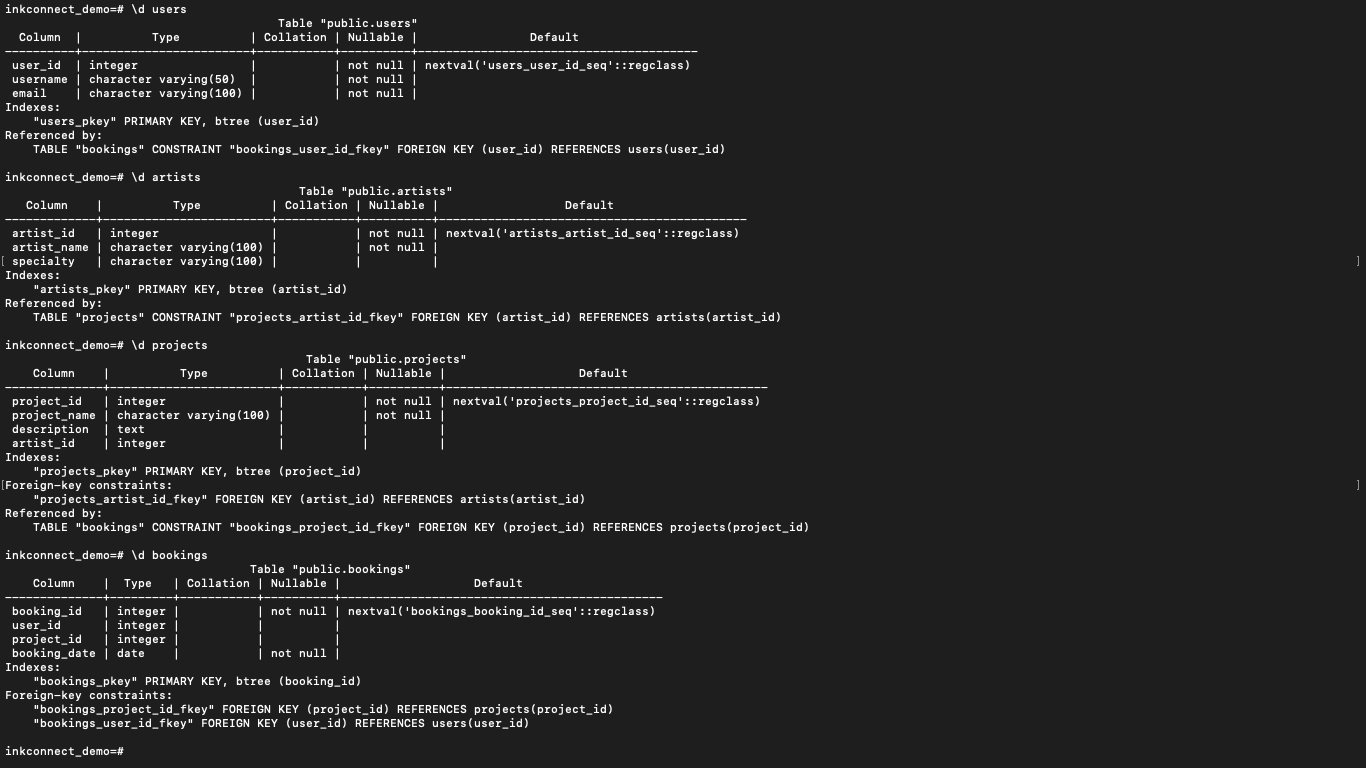 inkconnect_demo=# \d users
                                       Table "public.users"
  Column  |          Type          | Collation | Nullable |                Default
----------+------------------------+-----------+----------+----------------------------------------
 user_id  | integer                |           | not null | nextval('users_user_id_seq'::regclass)
 username | character varying(50)  |           | not null |
 email    | character varying(100) |           | not null |
Indexes:
    "users_pkey" PRIMARY KEY, btree (user_id)
Referenced by:
    TABLE "bookings" CONSTRAINT "bookings_user_id_fkey" FOREIGN KEY (user_id) REFERENCES users(user_id)

inkconnect_demo=# \d artists
                                          Table "public.artists"
   Column    |          Type          | Collation | Nullable |                  Default
-------------+------------------------+-----------+----------+--------------------------------------------
 artist_id   | integer                |           | not null | nextval('artists_artist_id_seq'::regclass)
 artist_name | character varying(100) |           | not null |
[ specialty   | character varying(100) |           |          | ]
Indexes:
    "artists_pkey" PRIMARY KEY, btree (artist_id)
Referenced by:
    TABLE "projects" CONSTRAINT "projects_artist_id_fkey" FOREIGN KEY (artist_id) REFERENCES artists(artist_id)

inkconnect_demo=# \d projects
                                           Table "public.projects"
    Column    |          Type          | Collation | Nullable |                   Default
--------------+------------------------+-----------+----------+----------------------------------------------
 project_id   | integer                |           | not null | nextval('projects_project_id_seq'::regclass)
 project_name | character varying(100) |           | not null |
 description  | text                   |           |          |
 artist_id    | integer                |           |          |
Indexes:
    "projects_pkey" PRIMARY KEY, btree (project_id)
[Foreign-key constraints: ]
    "projects_artist_id_fkey" FOREIGN KEY (artist_id) REFERENCES artists(artist_id)
Referenced by:
    TABLE "bookings" CONSTRAINT "bookings_project_id_fkey" FOREIGN KEY (project_id) REFERENCES projects(project_id)

inkconnect_demo=# \d bookings
                                   Table "public.bookings"
    Column    |  Type   | Collation | Nullable |                   Default
--------------+---------+-----------+----------+----------------------------------------------
 booking_id   | integer |           | not null | nextval('bookings_booking_id_seq'::regclass)
 user_id      | integer |           |          |
 project_id   | integer |           |          |
 booking_date | date    |           | not null |
Indexes:
    "bookings_pkey" PRIMARY KEY, btree (booking_id)
Foreign-key constraints:
    "bookings_project_id_fkey" FOREIGN KEY (project_id) REFERENCES projects(project_id)
    "bookings_user_id_fkey" FOREIGN KEY (user_id) REFERENCES users(user_id)

inkconnect_demo=#